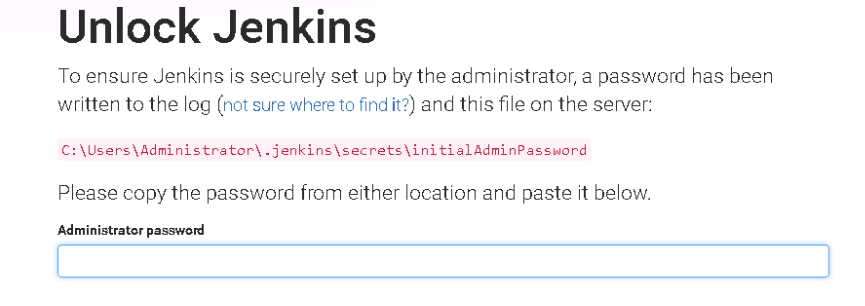 Unlock Jenkins
To ensure Jenkins is securely set up by the administrator, a password has been
written to the log (not sure where to find it?) and this file on the server:
C:\Users\Administrator\.jenkins\secrets\initialAdminPassword
Please copy the password from either location and paste it below.
Administrator password